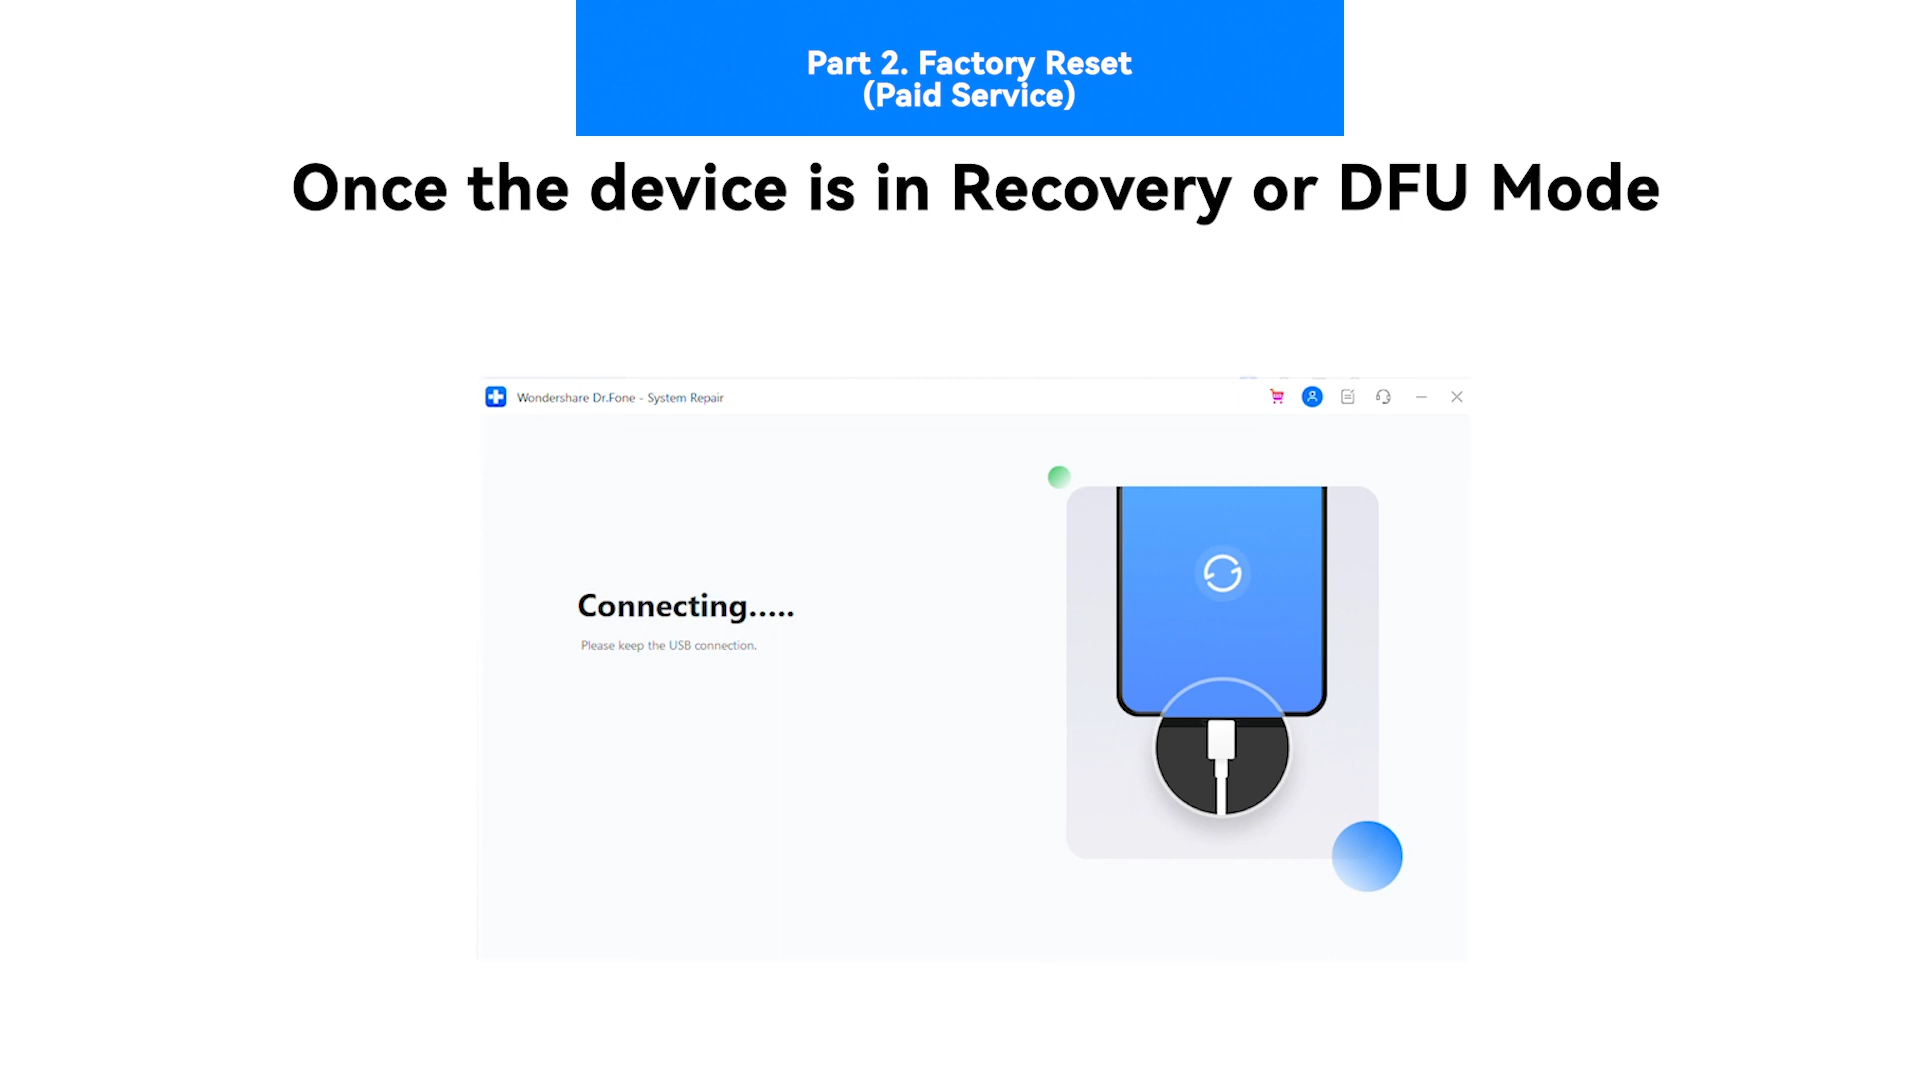 Part 2. Factory Reset
(Paid Service)
Once the device is in Recovery or DFU Mode
Wondershare Dr.Fone - System Repair
Connecting.....
Please keep the USB connection.